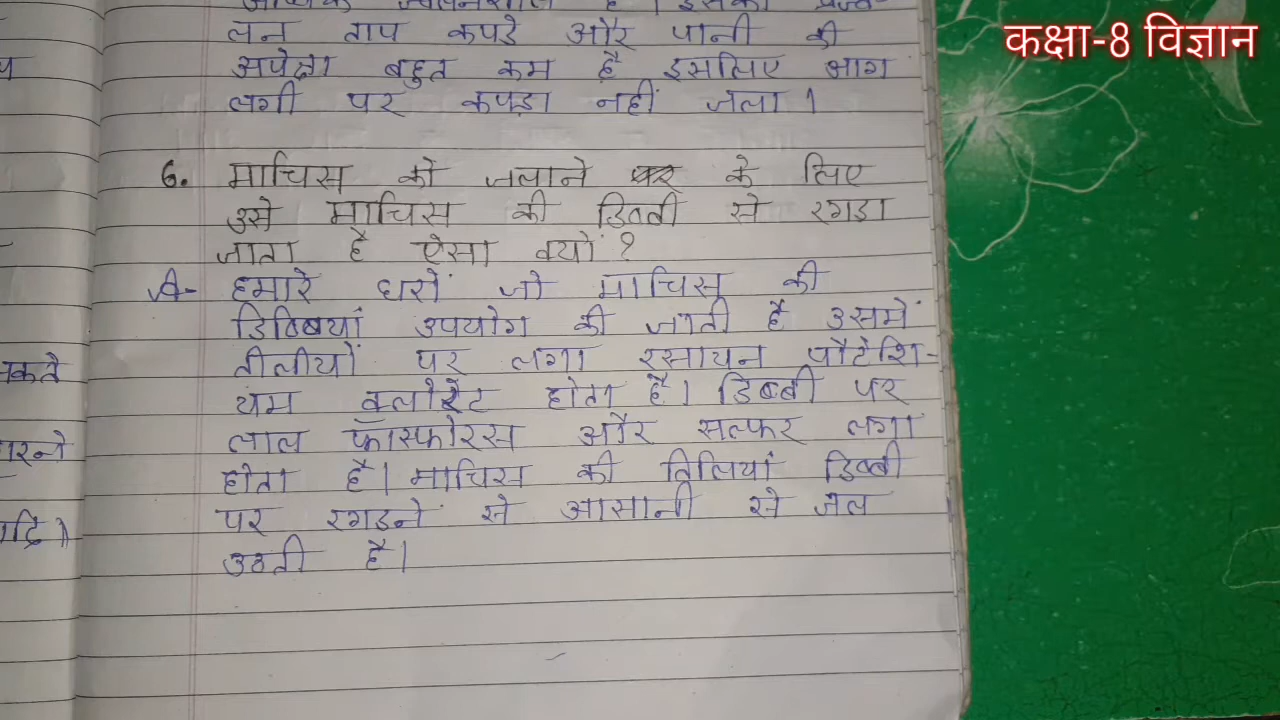 कक्षा-8 विज्ञान
लन ताप कपडे और पानी की
अपेक्षा बहुत कम है इसलिए आग
लगी पर कपड़ा नहीं जला।
6. माचिस को जलाने के लिए
उसे माचिस की डिब्बी से रगडा
जाता है ऐसा क्यों?
A- हमारे घरों जो माचिस की
डिब्बियां उपयोग की जाती है उसमें
तीलीयों पर लगा रसायन पौटेशि-
यम क्लोरेट होता है। डिब्बी पर
लाल फॉस्फोरस और सल्फर लगा
होता है। माचिस की तिलियां डिब्बी
पर रगडने से आसानी से जल
उठती है।